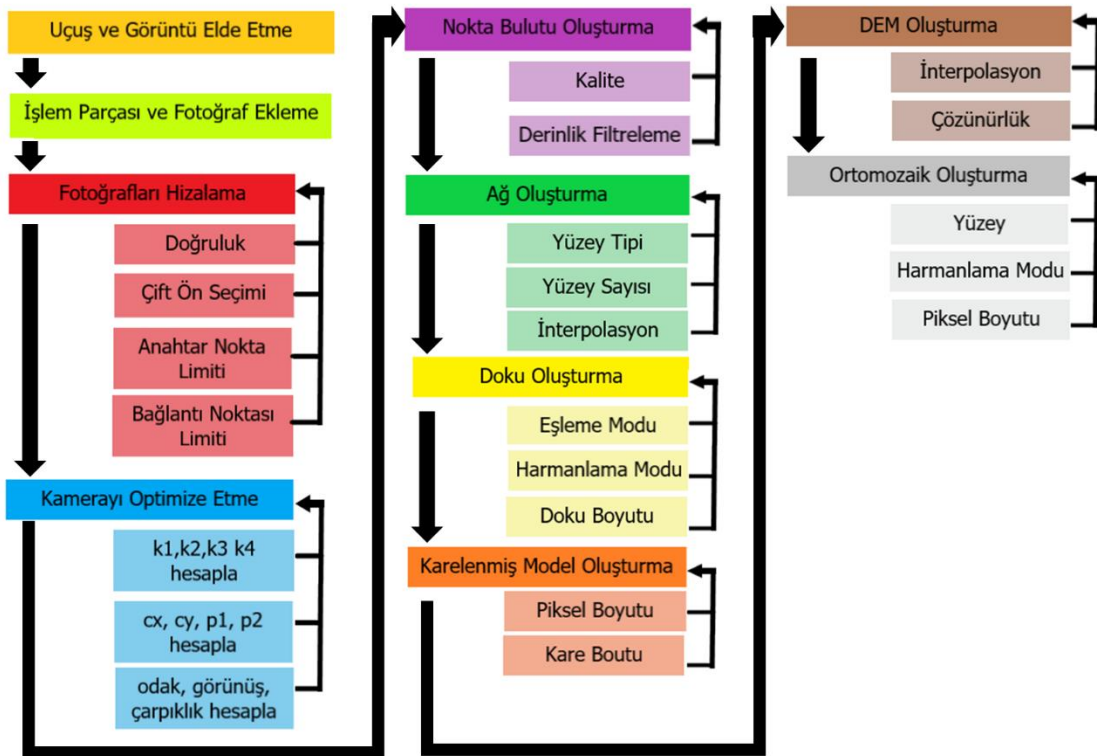 Uçuş ve Görüntü Elde Etme
İşlem Parçası ve Fotoğraf Ekleme
Fotoğrafları Hizalama
Doğruluk
Çift Ön Seçimi
Anahtar Nokta
Limiti
Bağlantı Noktası
Limiti
Kamerayı Optimize Etme
k1,k2,k3 k4
hesapla
cx, cy, p1, p2
hesapla
odak, görünüş,
çarpıklık hesapla
Nokta Bulutu Oluşturma
Kalite
Derinlik Filtreleme
Ağ Oluşturma
Yüzey Tipi
Yüzey Sayısı
İnterpolasyon
Doku Oluşturma
Eşleme Modu
Harmanlama Modu
Doku Boyutu
Karelenmiş Model Oluşturma
Piksel Boyutu
Kare Boutu
DEM Oluşturma
İnterpolasyon
Çözünürlük
Ortomozaik Oluşturma
Yüzey
Harmanlama Modu
Piksel Boyutu